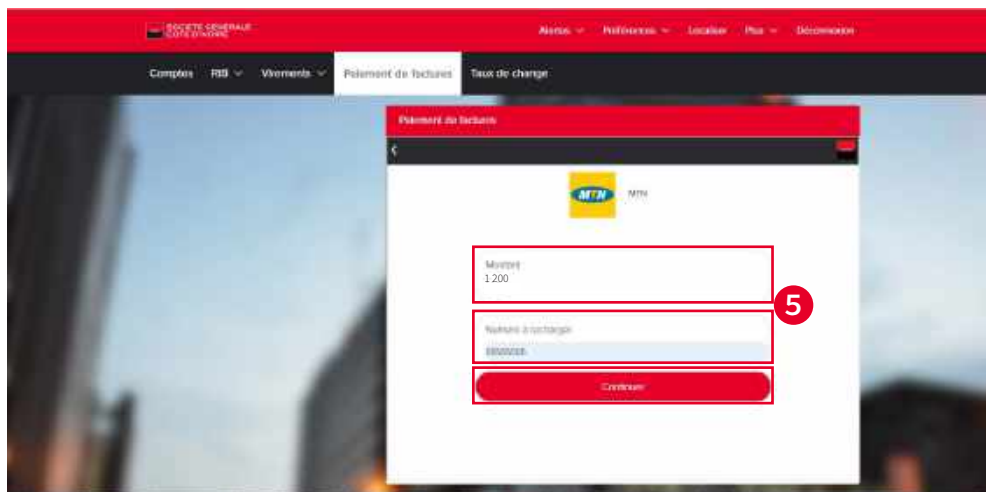 SOCIETE GENERALE
COTE D'IVOIRE
Alertes Préférences Localiser Plus Déconnexion
Comptes RIB Virements Paiement de factures Taux de change
Paiement de factures
MTN MTN
Montant
1 200
5
Numéro à recharger
Continuer